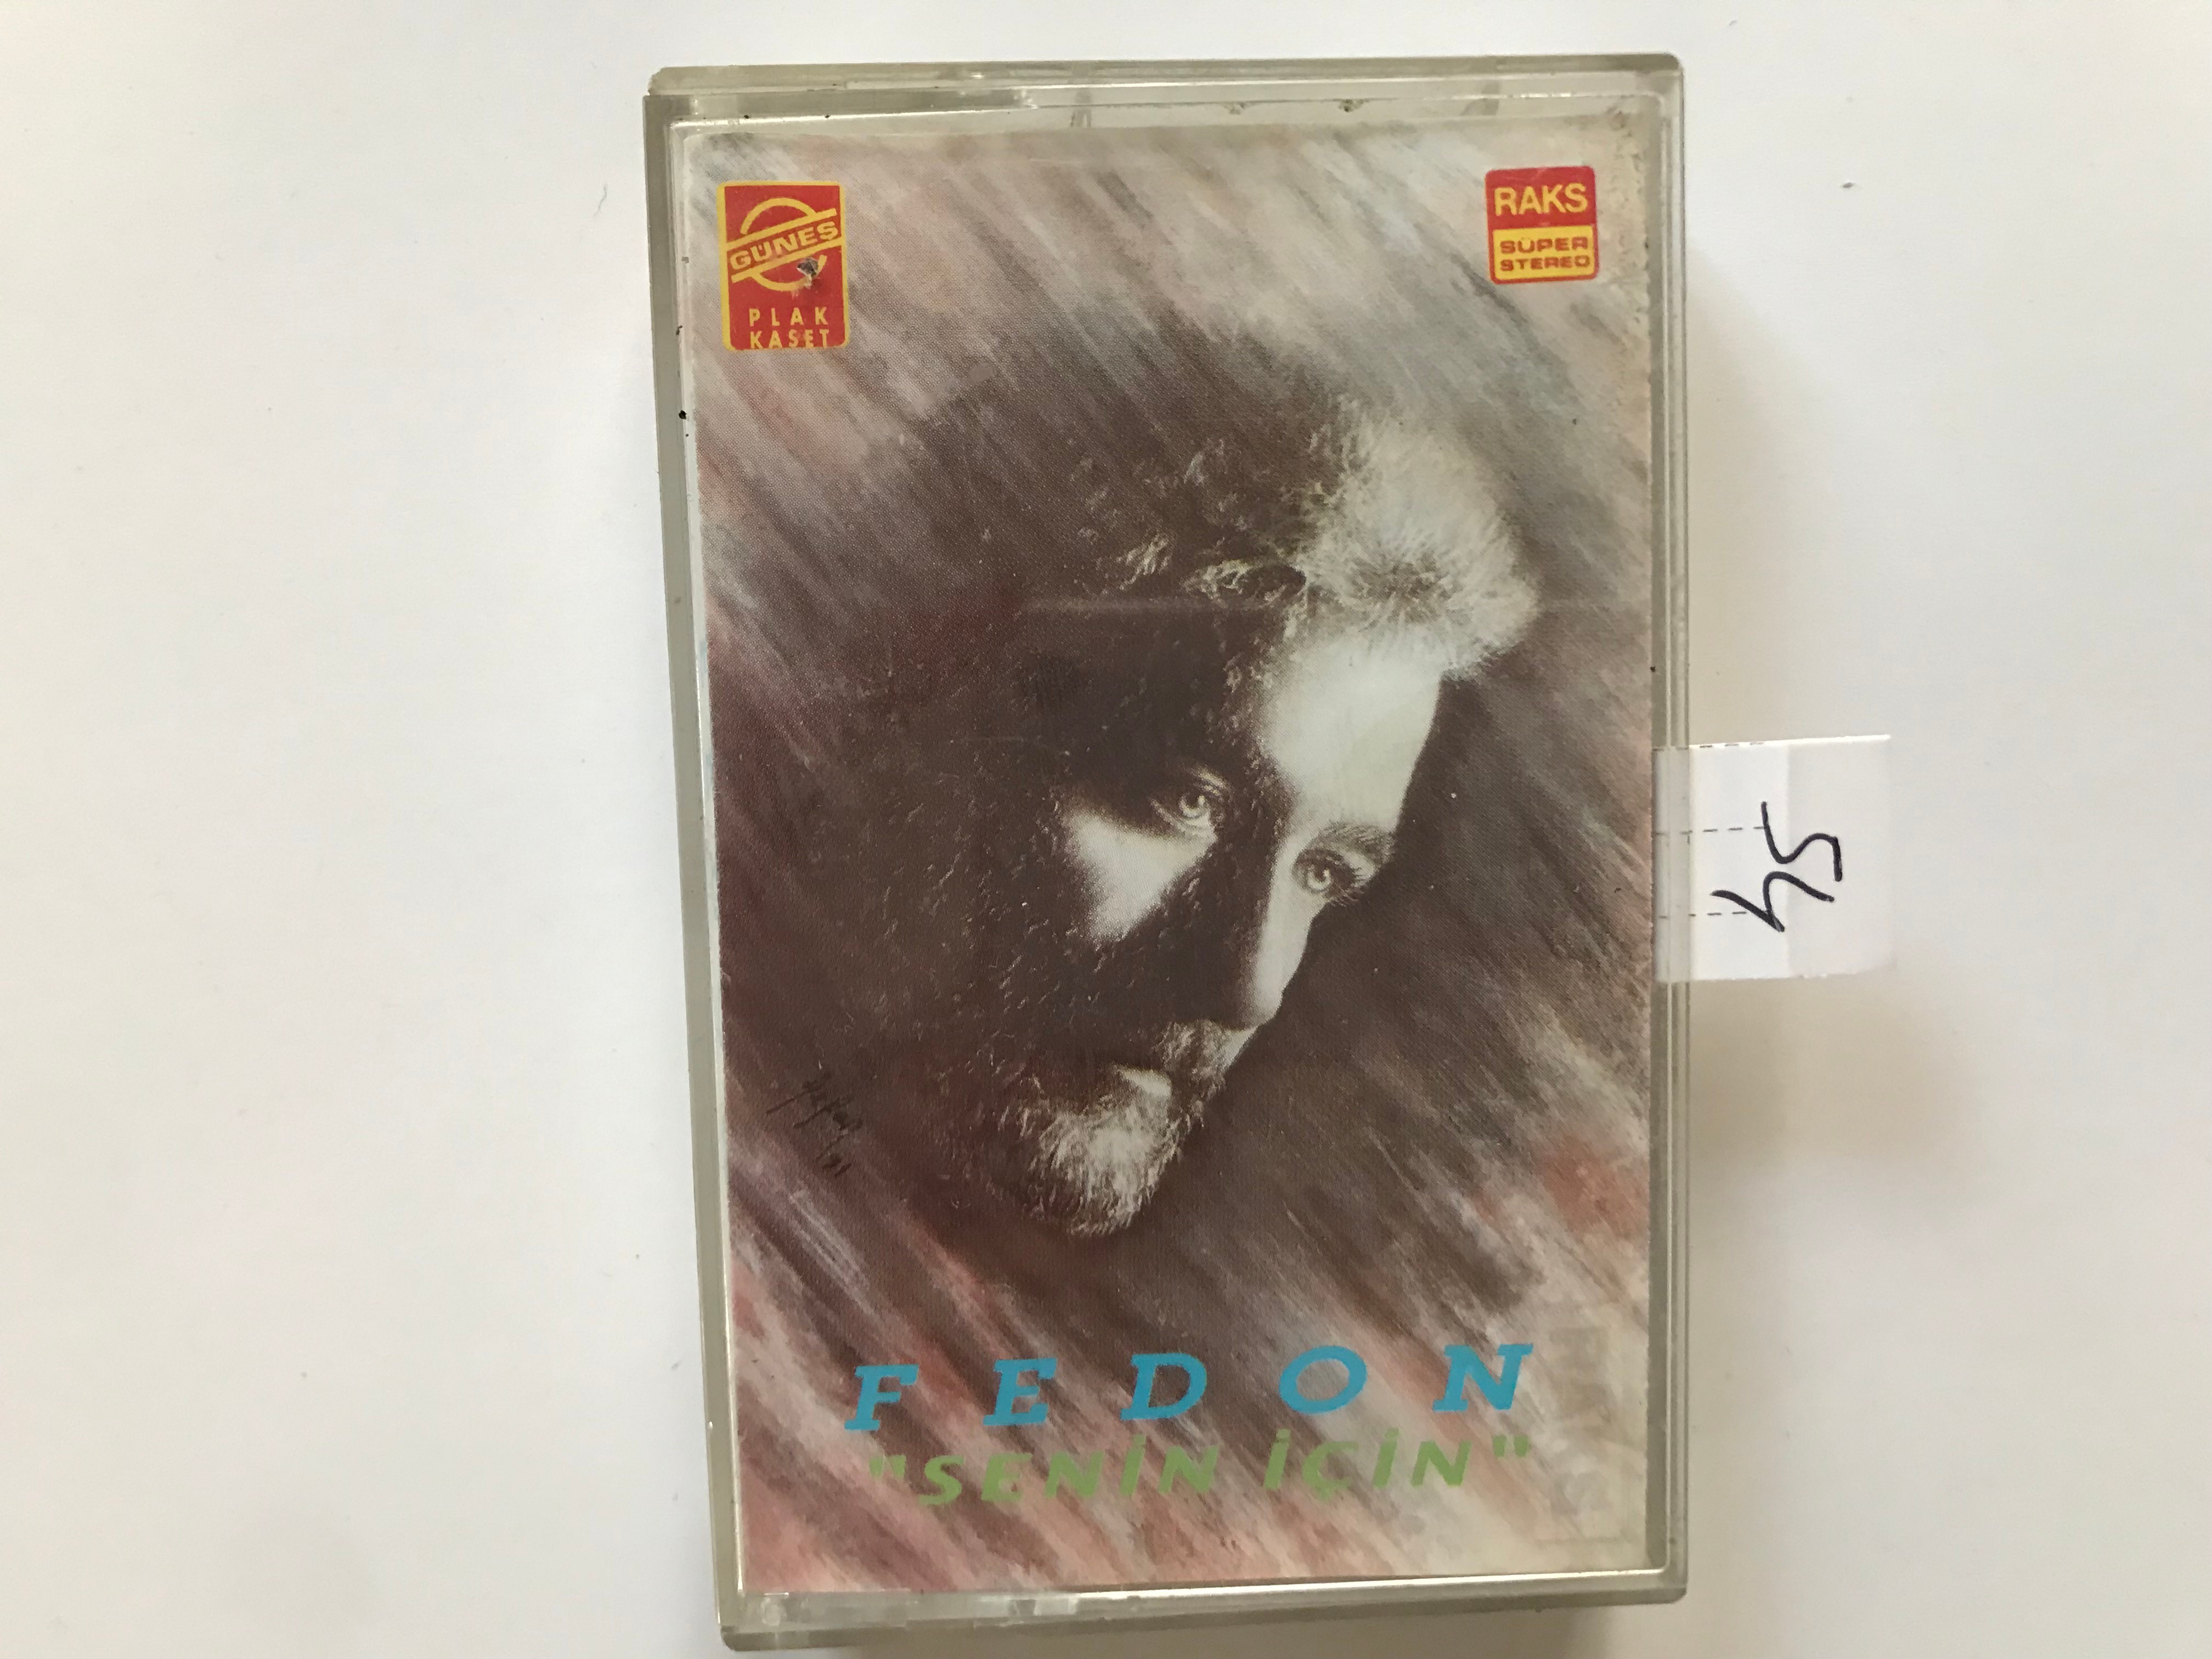 GÜNEŞ
PLAK
KASET
RAKS
SÜPER
STEREO
45
FEDON
"SENİN İÇİN"